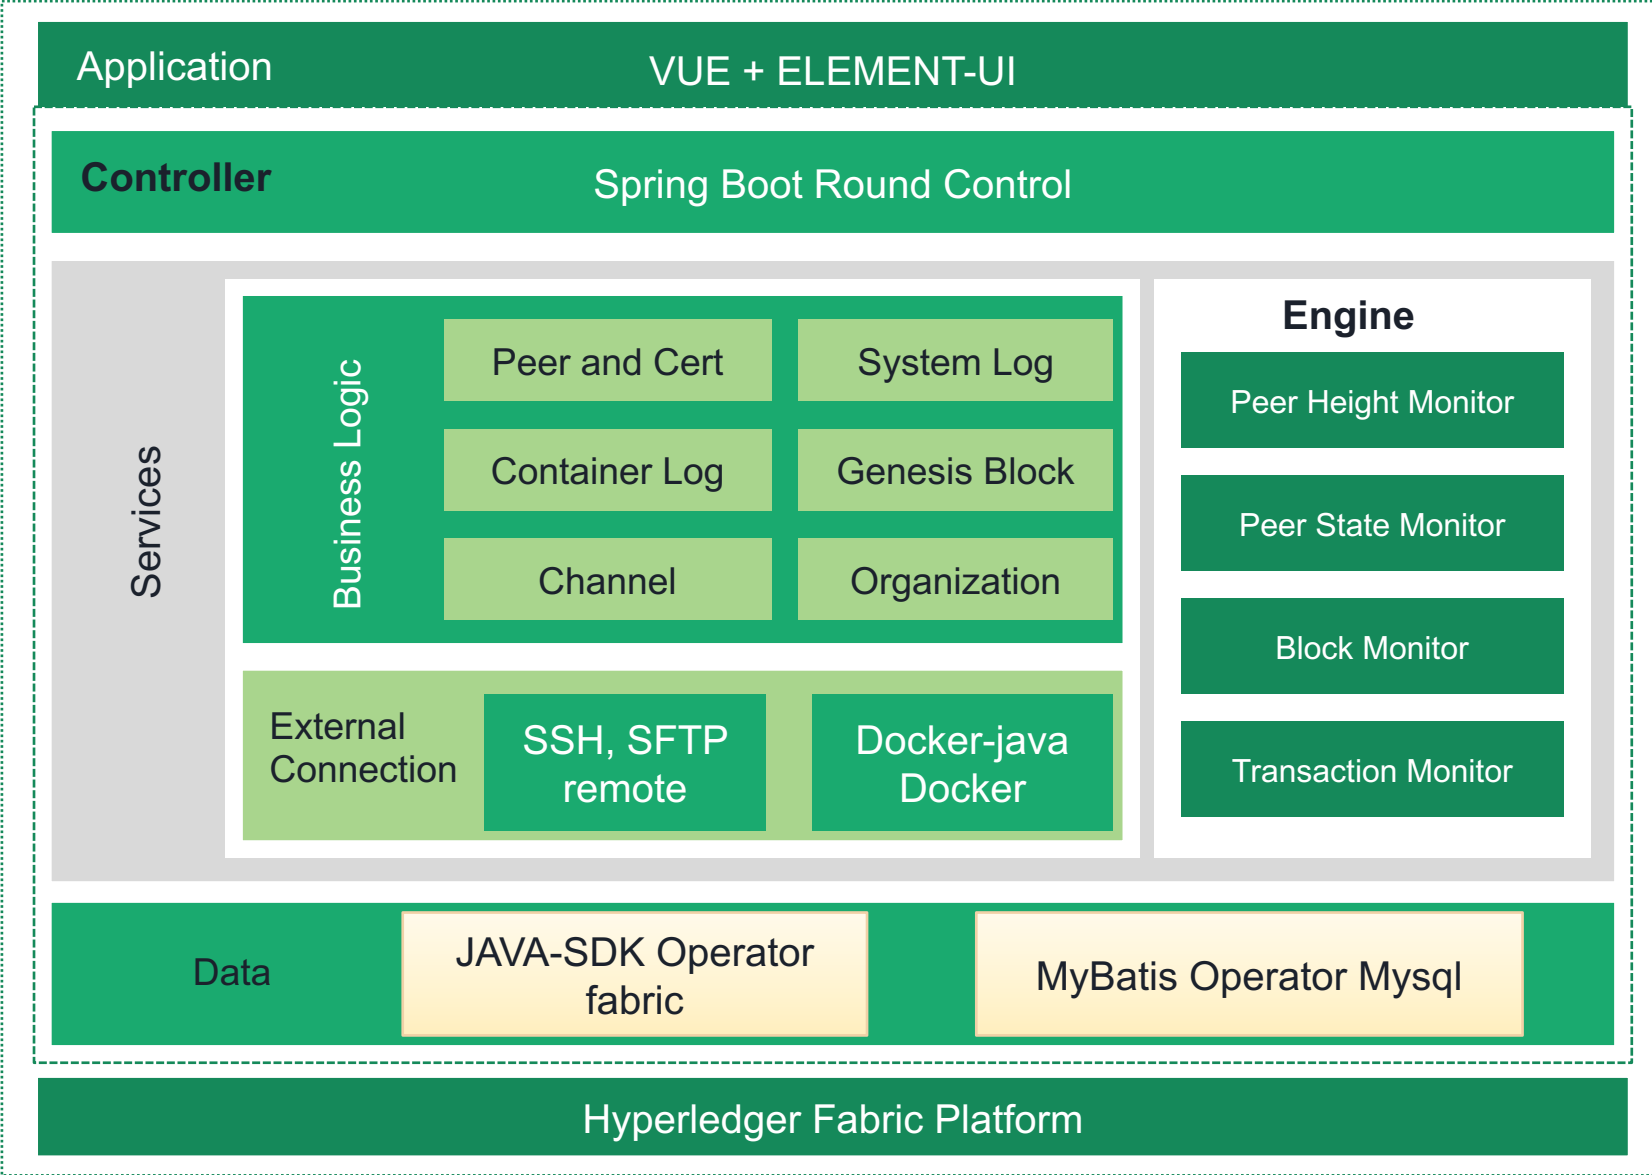 Application
VUE + ELEMENT-UI
Controller
Spring Boot Round Control
Services
Business Logic
Peer and Cert
System Log
Container Log
Genesis Block
Channel
Organization
External
Connection
SSH, SFTP
remote
Docker-java
Docker
Engine
Peer Height Monitor
Peer State Monitor
Block Monitor
Transaction Monitor
Data
JAVA-SDK Operator
fabric
MyBatis Operator Mysql
Hyperledger Fabric Platform